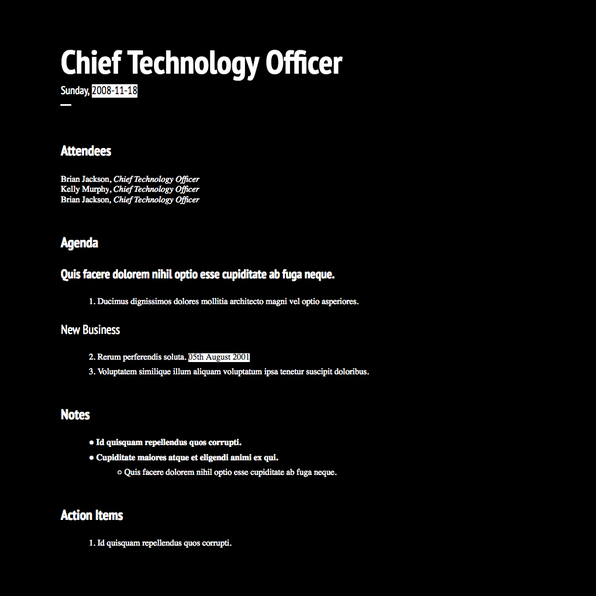 Chief Technology Officer
Sunday, 2008-11-18
Attendees
Brian Jackson, Chief Technology Officer
Kelly Murphy, Chief Technology Officer
Brian Jackson, Chief Technology Officer
Agenda
Quis facere dolorem nihil optio esse cupiditate ab fuga neque.
1. Ducimus dignissimos dolores mollitia architecto magni vel optio asperiores.
New Business
2. Rerum perferendis soluta. 05th August 2001
3. Voluptatem similique illum aliquam voluptatum ipsa tenetur suscipit doloribus.
Notes
● Id quisquam repellendus quos corrupti.
● Cupiditate maiores atque et eligendi animi ex qui.
○ Quis facere dolorem nihil optio esse cupiditate ab fuga neque.
Action Items
1. Id quisquam repellendus quos corrupti.